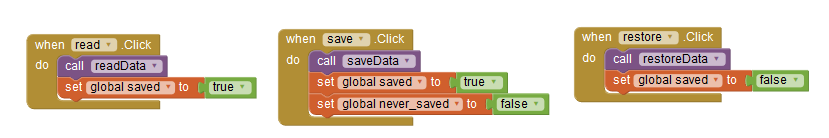 when read .Click
do call readData
set global saved to true
when save .Click
do call saveData
set global saved to true
set global never_saved to false
when restore .Click
do call restoreData
set global saved to false